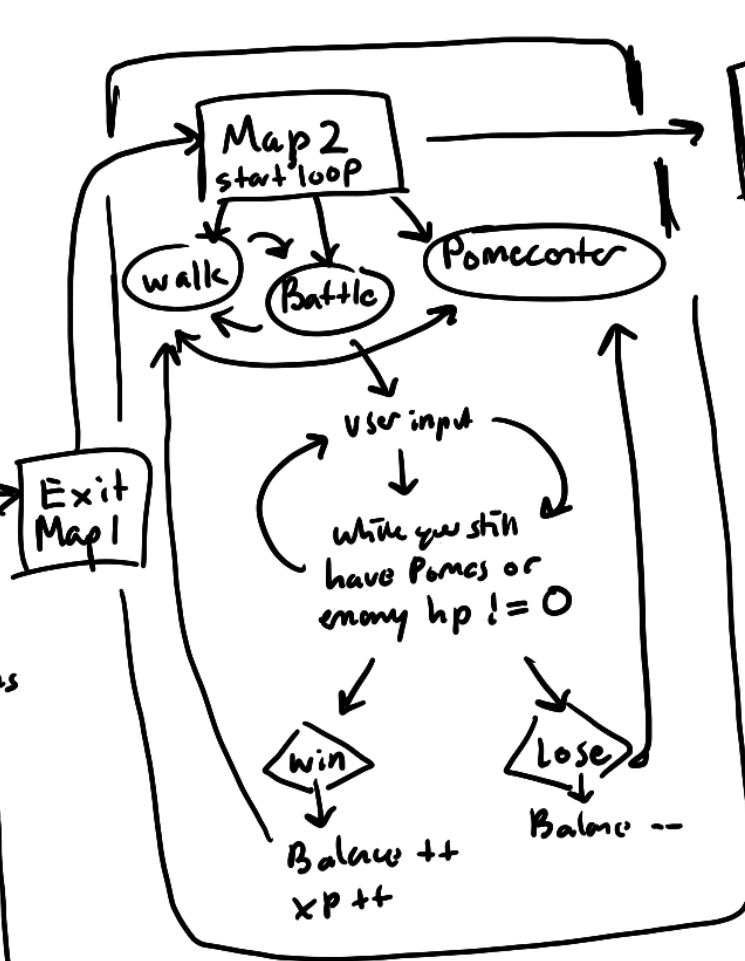 Map 2
start loop
walk
Battle
Pomecenter
user input
Exit
Map 1
while you still
have Pomes or
enemy hp != 0
win
Lose
Balance ++
xp ++
Balance --